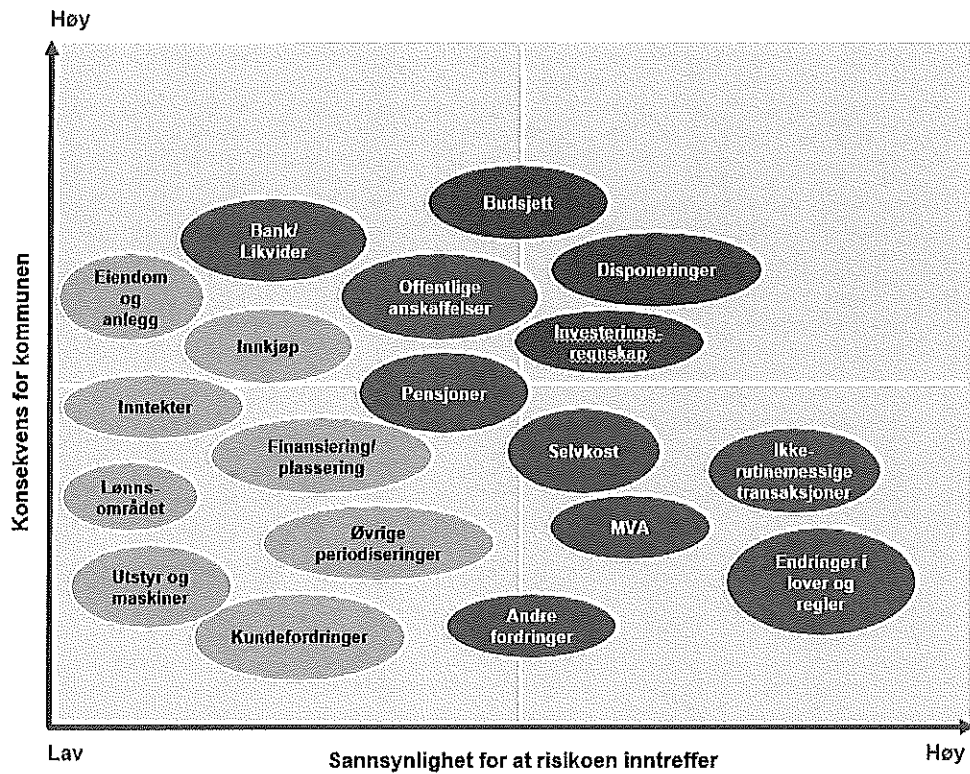 Høy
Konsekvens for kommunen
Budsjett
Bank/
Likvider
Disponeringer
Eiendom
og
anlegg
Offentlige
anskaffelser
Innkjøp
Investerings-
regnskap
Pensjoner
Inntekter
Finansiering/
plassering
Selvkost
Ikke-
rutinemessige
transaksjoner
Lønns-
området
MVA
Øvrige
periodiseringer
Utstyr og
maskiner
Endringer i
lover og
regler
Kundefordringer
Andre
fordringer
Lav
Sannsynlighet for at risikoen inntreffer
Høy